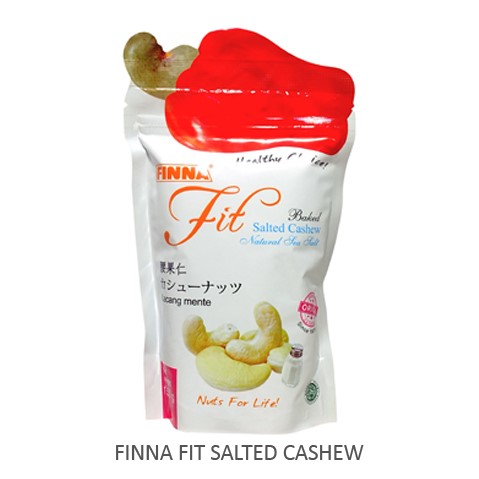 Healthy Choice!
FINNA
Fit
Baked
Salted Cashew
Natural Sea Salt
腰果仁
カシューナッツ
Kacang mente
Nuts For Life!
FINNA FIT SALTED CASHEW